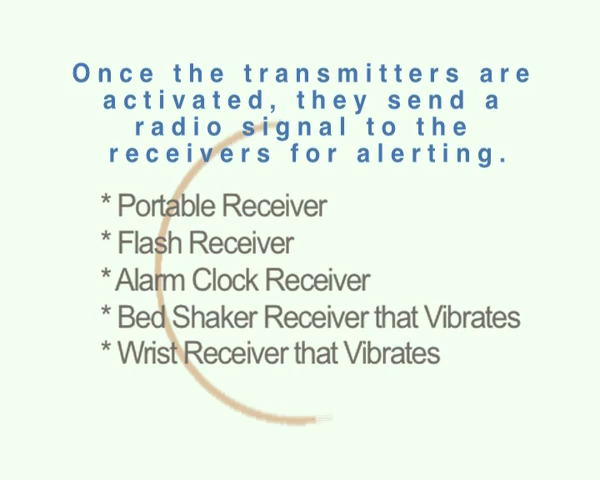 Once the transmitters are
activated, they send a
radio signal to the
receivers for alerting.
* Portable Receiver
* Flash Receiver
* Alarm Clock Receiver
* Bed Shaker Receiver that Vibrates
* Wrist Receiver that Vibrates